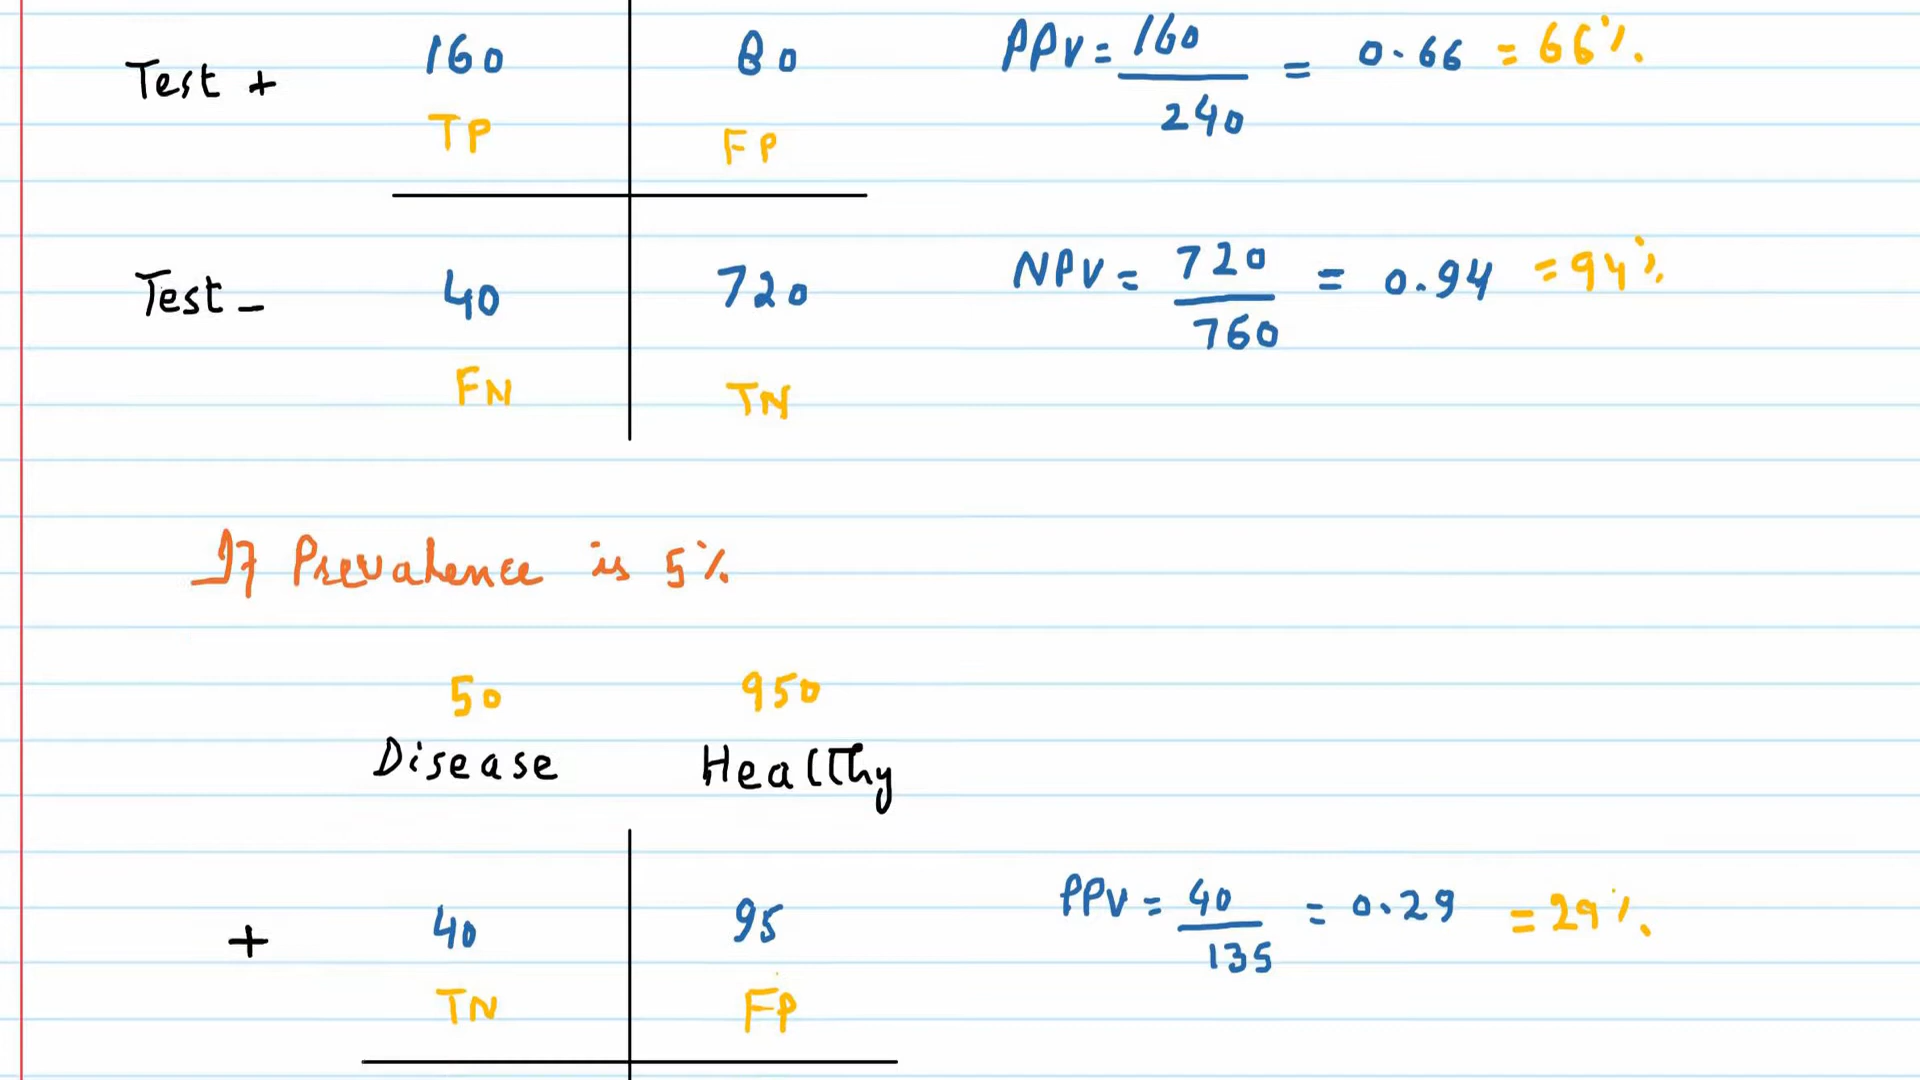 Test + 160 80 PPV = 160/240 = 0.66 = 66%.
TP FP
Test - 40 720 NPV = 720/760 = 0.94 = 94%.
FN TN
If Prevalence is 5%
50 950
Disease Healthy
+ 40 95 PPV = 40/135 = 0.29 = 29%.
TN FP